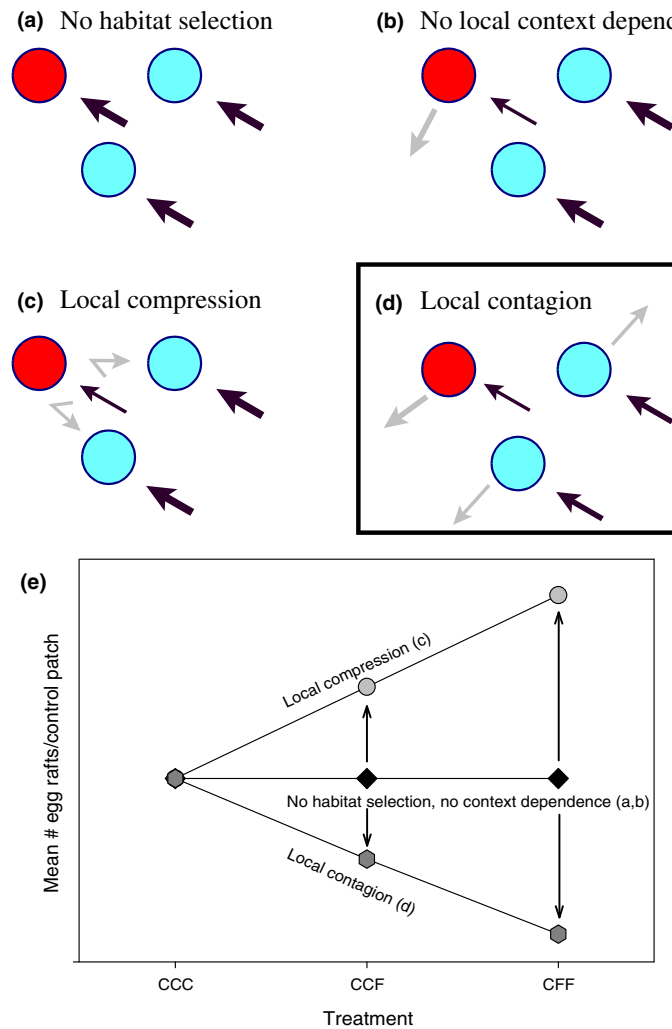 (a) No habitat selection
(b) No local context depend
(c) Local compression
(d) Local contagion
(e)
Mean # egg rafts/control patch
Local compression (c)
No habitat selection, no context dependence (a,b)
Local contagion (d)
CCC CCF CFF
Treatment